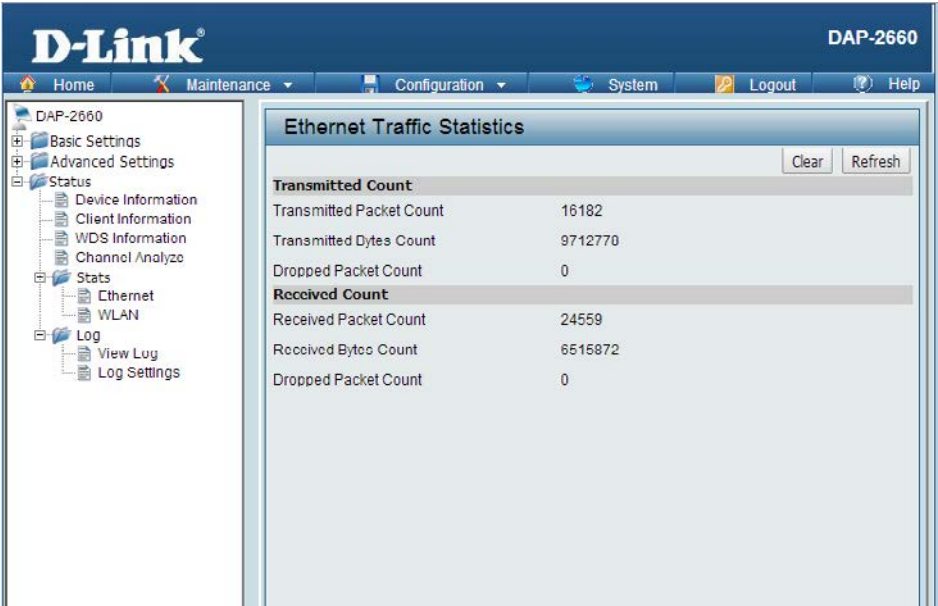 D-Link®
DAP-2660
Home Maintenance Configuration System Logout Help
DAP-2660
Basic Settings
Advanced Settings
Status
Device Information
Client Information
WDS Information
Channel Analyze
Stats
Ethernet
WLAN
Log
View Log
Log Settings
Ethernet Traffic Statistics
Clear Refresh
Transmitted Count
Transmitted Packet Count 16182
Transmitted Bytes Count 9712770
Dropped Packet Count 0
Received Count
Received Packet Count 24559
Received Bytes Count 6515872
Dropped Packet Count 0